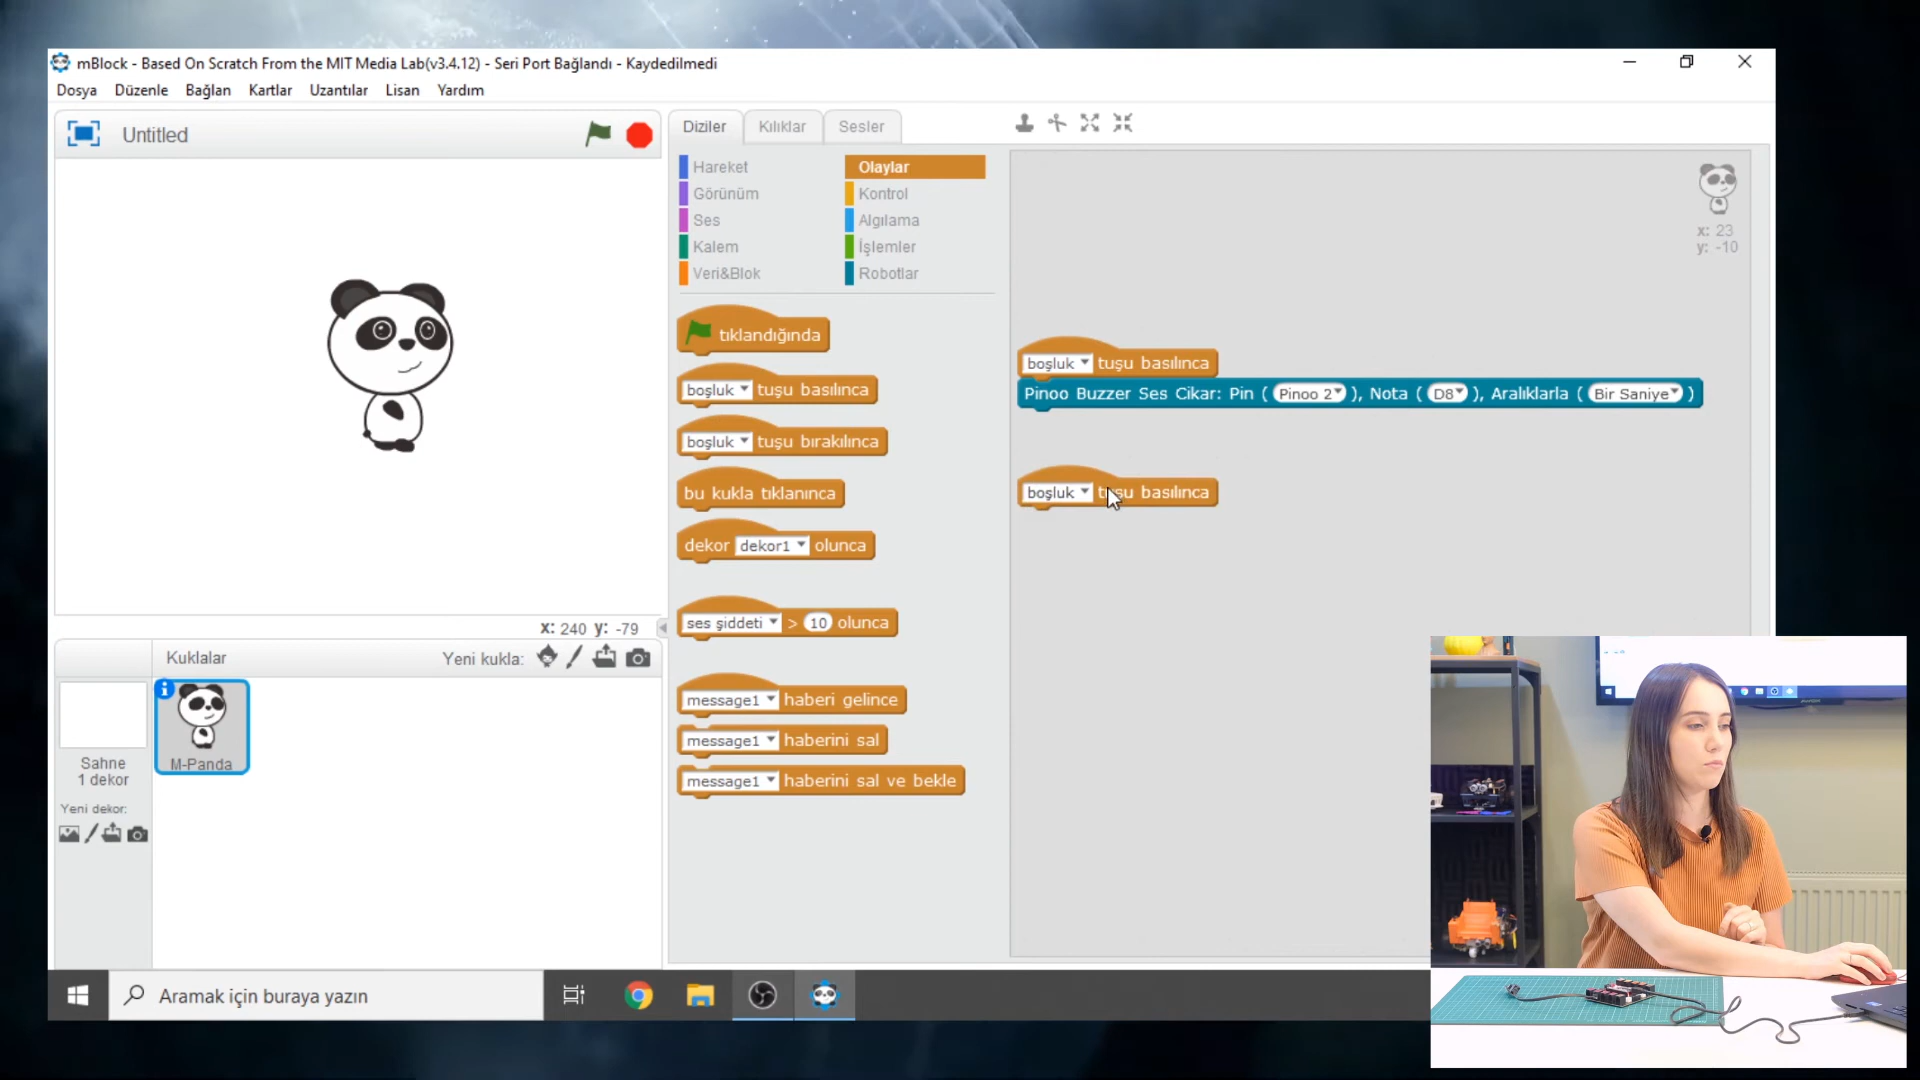 mBlock - Based On Scratch From the MIT Media Lab(v3.4.12) - Seri Port Bağlandı - Kaydedilmedi
Dosya Düzenle Bağlan Kartlar Uzantılar Lisan Yardım
Untitled
Diziler Kılıklar Sesler
Hareket Olaylar
Görünüm Kontrol
Ses Algılama
Kalem İşlemler
Veri&Blok Robotlar
tıklandığında
boşluk tuşu basılınca
boşluk tuşu bırakılınca
bu kukla tıklanınca
dekor dekor1 olunca
ses şiddeti > 10 olunca
message1 haberi gelince
message1 haberini sal
message1 haberini sal ve bekle
x: 23
y: -10
boşluk tuşu basılınca
Pinoo Buzzer Ses Cikar: Pin ( Pinoo 2 ), Nota ( D8 ), Aralıklarla ( Bir Saniye )
boşluk tuşu basılınca
x: 240 y: -79
Kuklalar Yeni kukla:
M-Panda
Sahne
1 dekor
Yeni dekor:
Aramak için buraya yazın